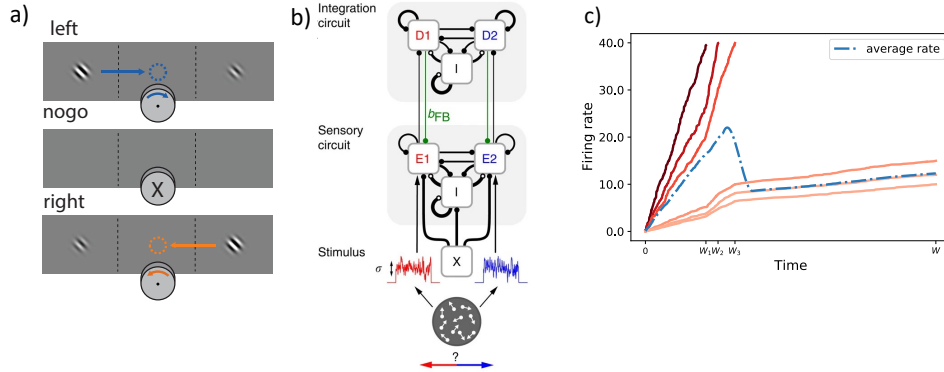 a)
left
nogo
X
right
b)
Integration
circuit
D1
D2
I
bFB
Sensory
circuit
E1
E2
I
Stimulus
X
σ
?
c)
Firing rate
40.0
30.0
20.0
10.0
0.0
average rate
0
W1
W2
W3
W
Time